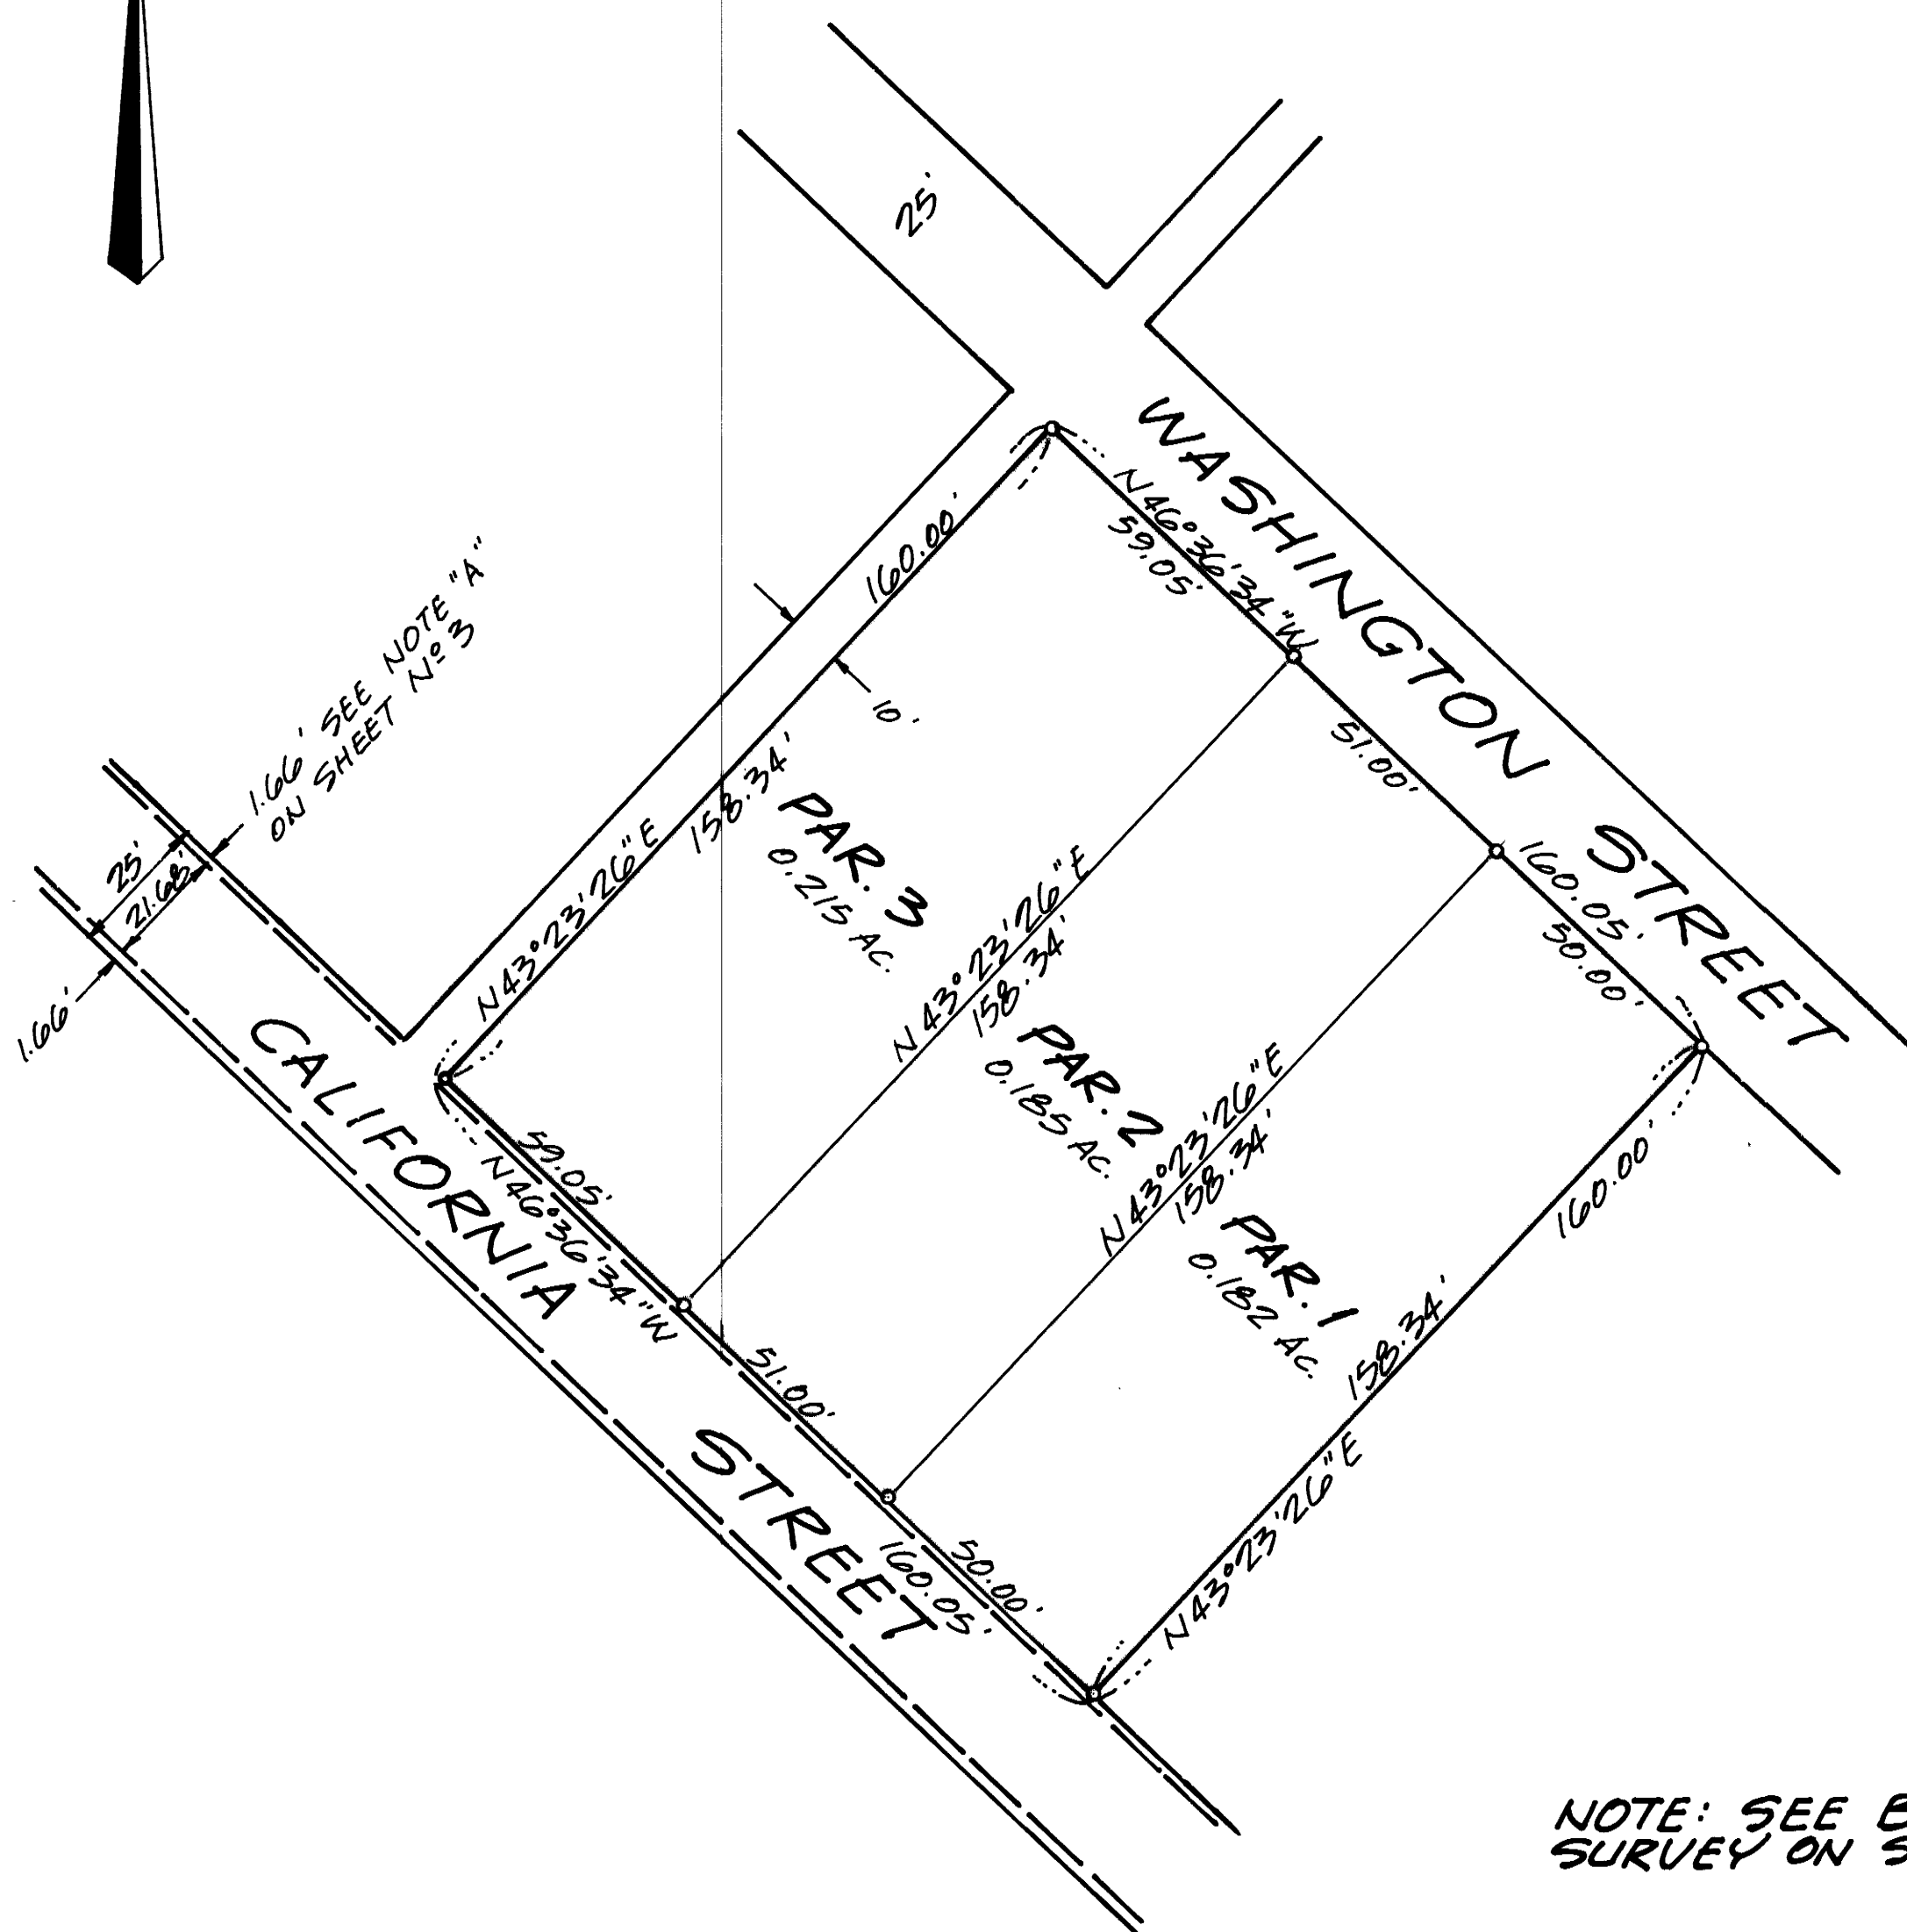 25'
WASHINGTON STREET
N46°36'34"W
59.05'
160.00'
10'
1.66' SEE NOTE "A"
ON SHEET Nº 3
51.00'
158.34'
PAR. 3
0.215 AC.
25'
21.68'
1.66'
N43°23'26"E
N43°23'26"E
158.34'
160.05'
50.00'
CALIFORNIA STREET
PAR. 2
0.185 AC.
N43°23'26"E
158.34'
59.05'
N46°36'34"W
160.00'
PAR. 1
0.182 AC.
158.34'
51.00'
N43°23'26"E
50.00'
160.05'
NOTE: SEE
SURVEY ON